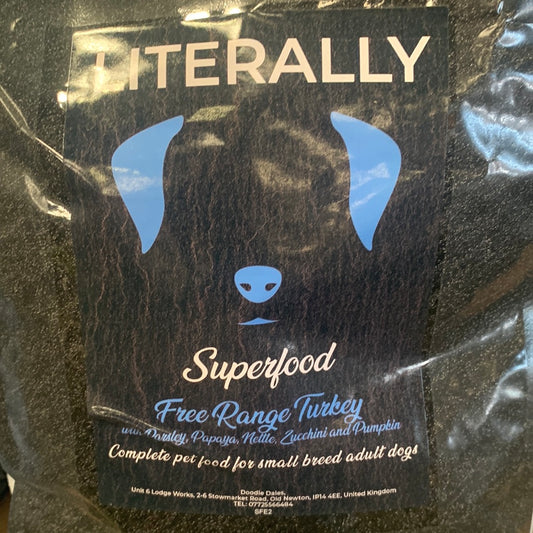 LITERALLY
Superfood
Free Range Turkey
with Parsley, Papaya, Nettle, Zucchini and Pumpkin
Complete pet food for small breed adult dogs
Doodle Dales,
Unit 6 Lodge Works, 2-6 Stowmarket Road, Old Newton, IP14 4EE, United Kingdom
TEL: 07725566484
SFE2